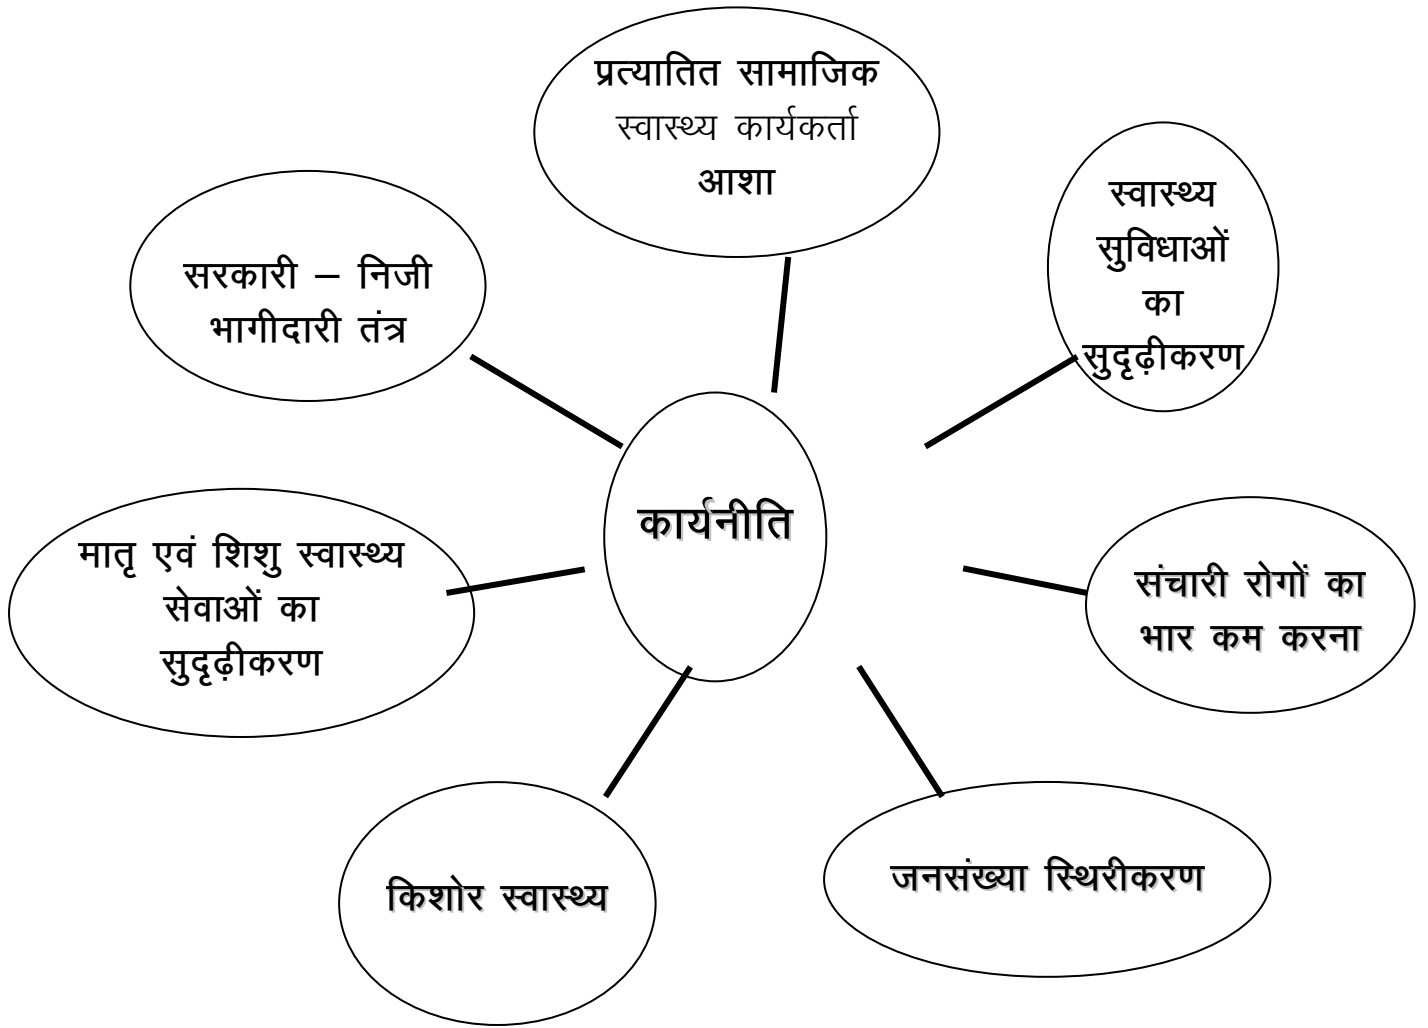 प्रत्यातित सामाजिक
स्वास्थ्य कार्यकर्ता
आशा
स्वास्थ्य
सुविधाओं
का
सुदृढ़ीकरण
सरकारी – निजी
भागीदारी तंत्र
कार्यनीति
मातृ एवं शिशु स्वास्थ्य
सेवाओं का
सुदृढ़ीकरण
संचारी रोगों का
भार कम करना
किशोर स्वास्थ्य
जनसंख्या स्थिरीकरण